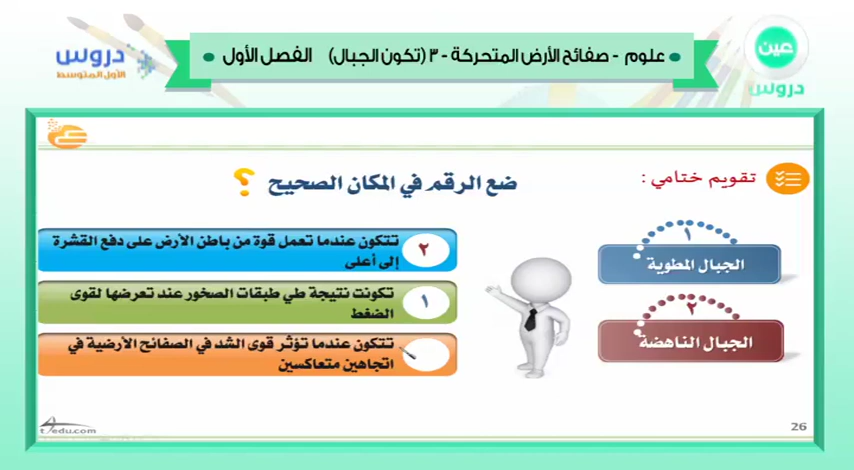 عين
دروس
علوم - صفائح الأرض المتحركة - ٣ (تكون الجبال) الفصل الأول
دروس
الأول المتوسط
تقويم ختامي :
ضع الرقم في المكان الصحيح ؟
١
الجبال المطوية
٢
الجبال الناهضة
٢
تتكون عندما تعمل قوة من باطن الأرض على دفع القشرة
إلى أعلى
١
تكونت نتيجة طي طبقات الصخور عند تعرضها لقوى
الضغط
تتكون عندما تؤثر قوى الشد في الصفائح الأرضية في
اتجاهين متعاكسين
26
t4edu.com